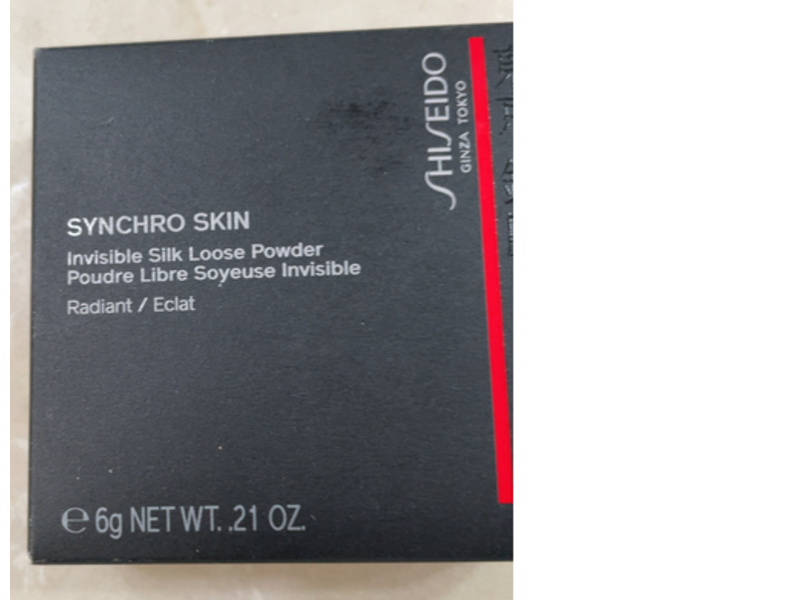 SHISEIDO
GINZA TOKYO
SYNCHRO SKIN
Invisible Silk Loose Powder
Poudre Libre Soyeuse Invisible
Radiant / Eclat
℮ 6g NET WT. .21 OZ.